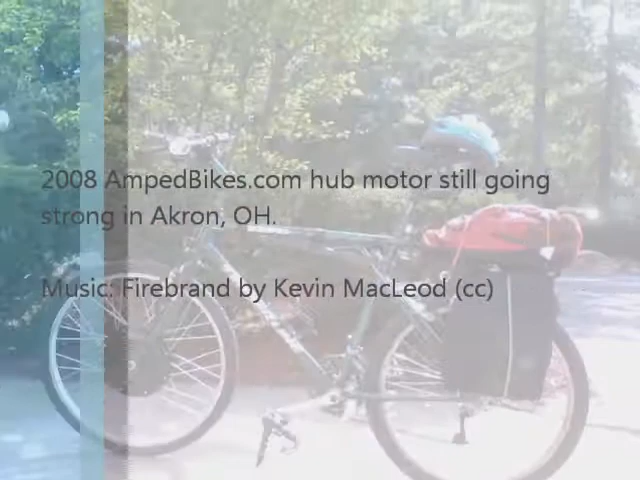 2008 AmpedBikes.com hub motor still going
strong in Akron, OH.
Music: Firebrand by Kevin MacLeod (cc)